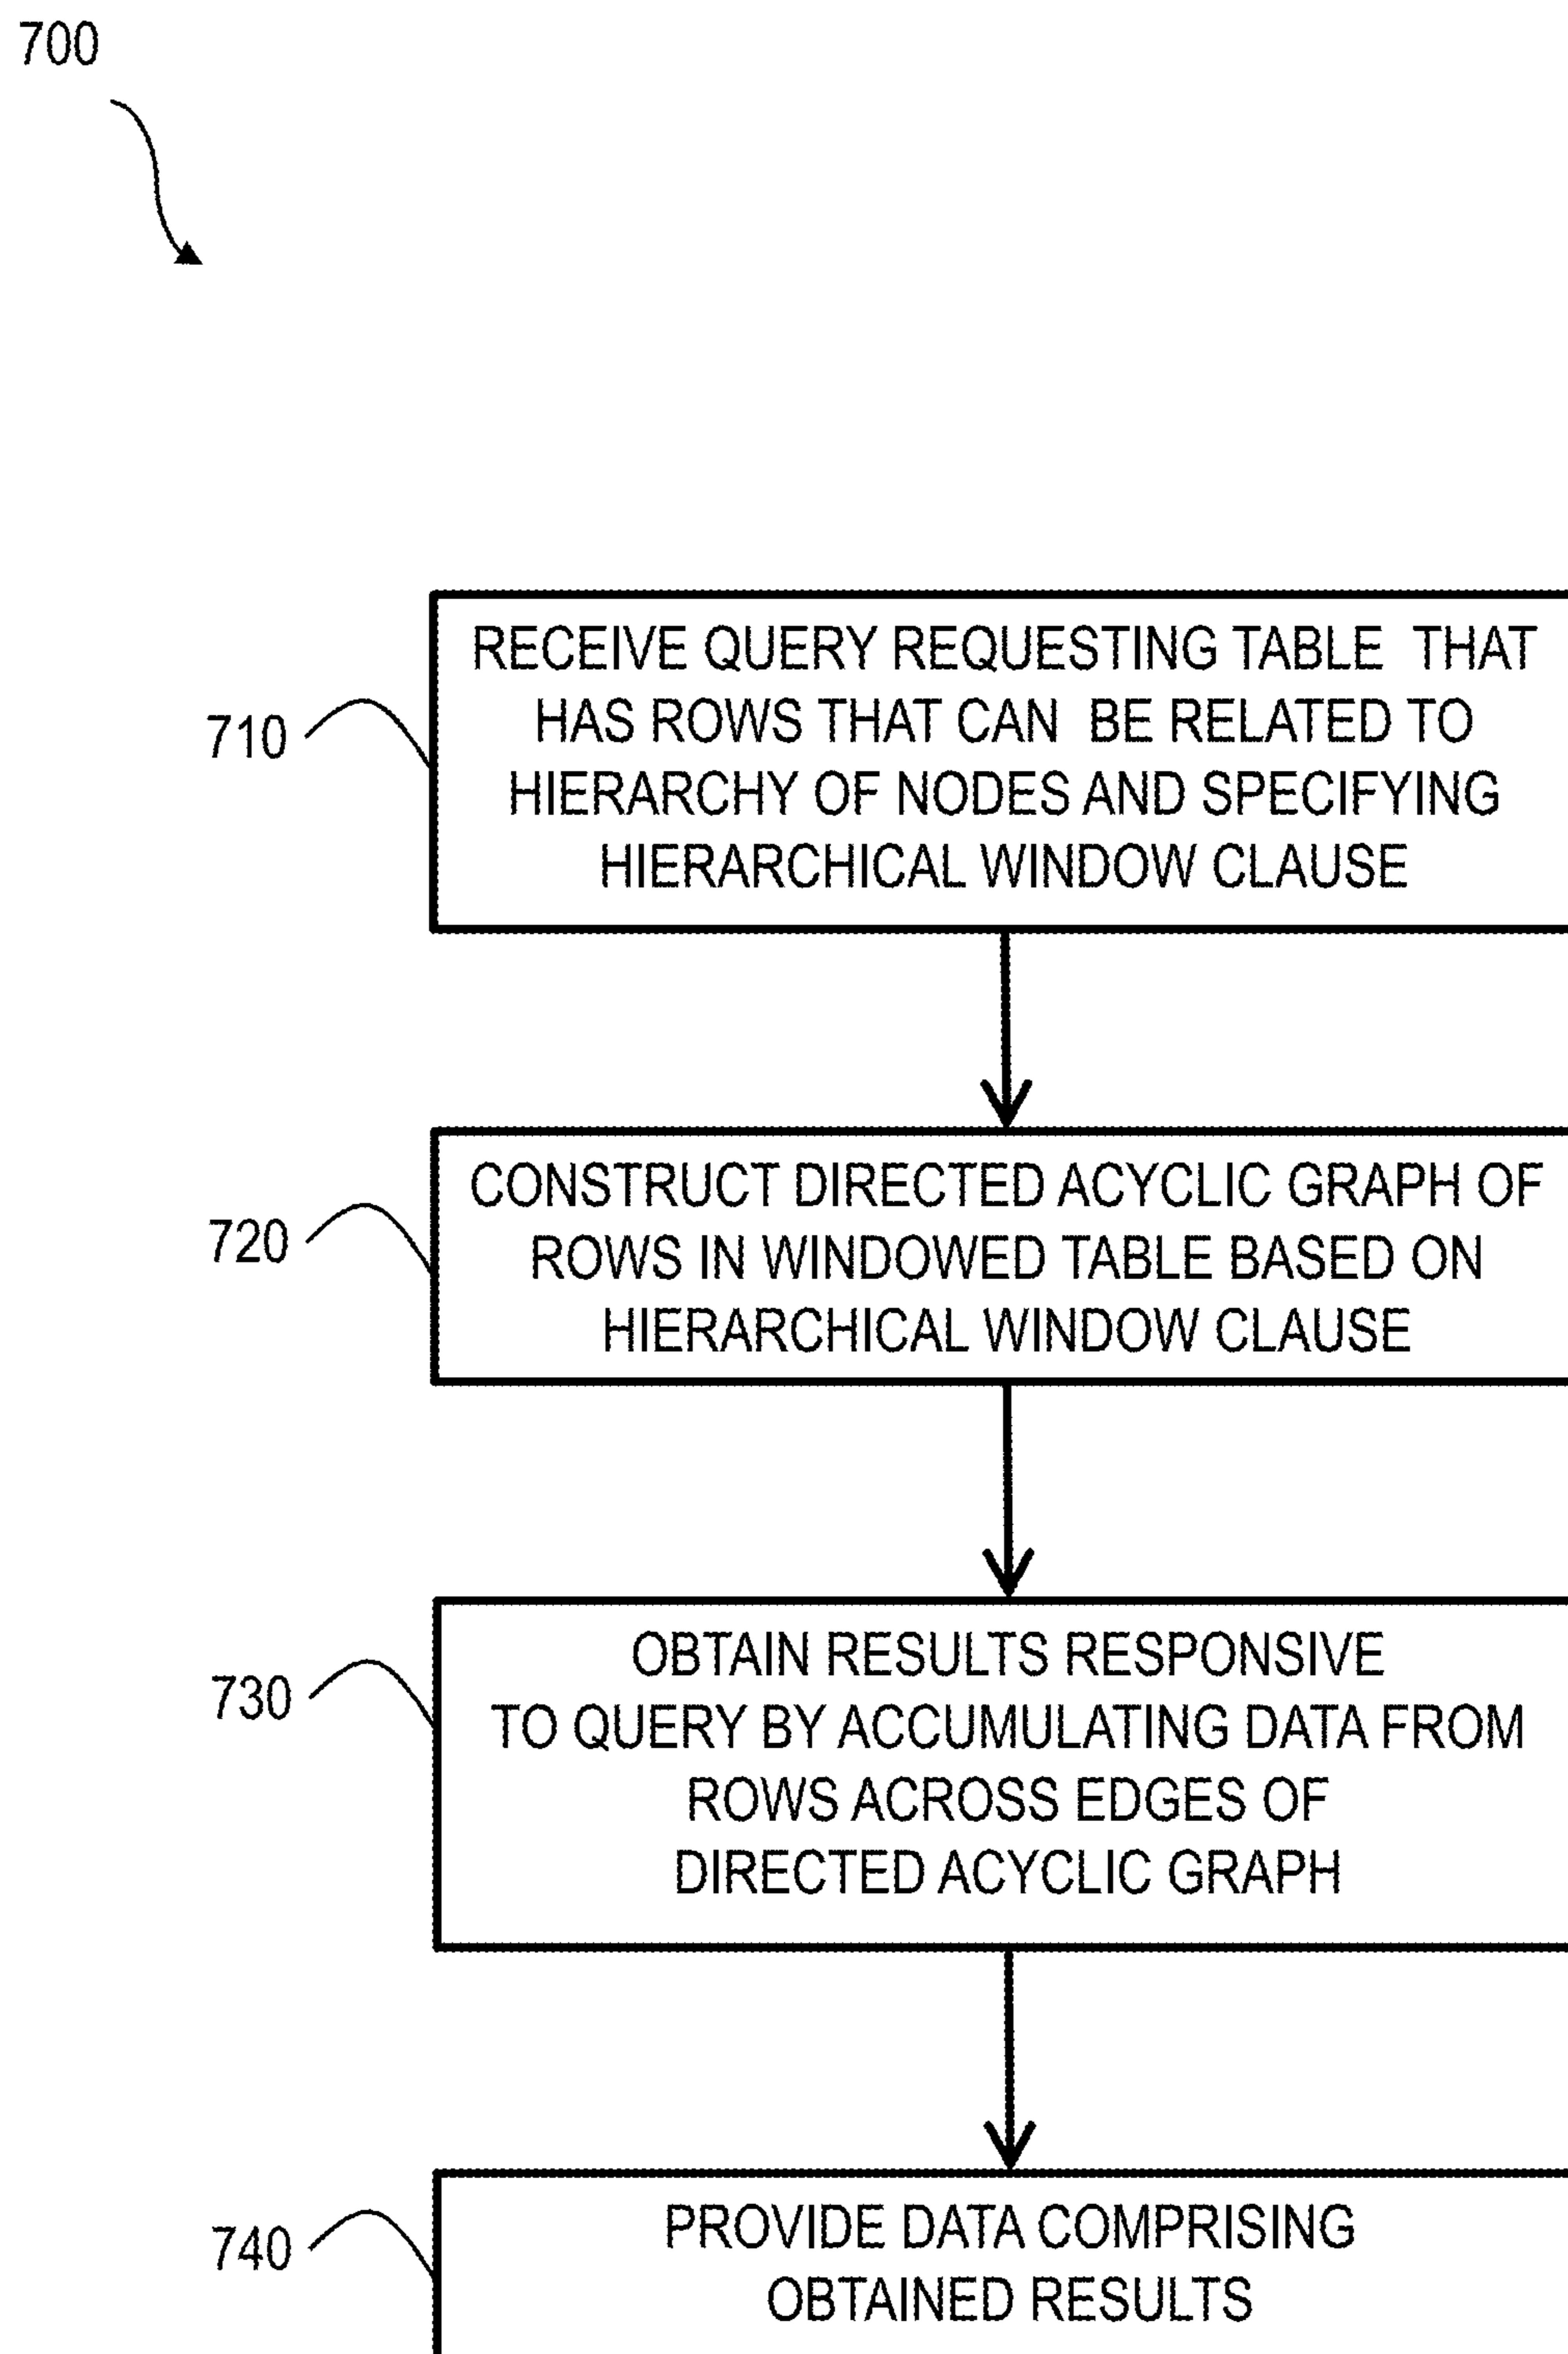 700
RECEIVE QUERY REQUESTING TABLE THAT
HAS ROWS THAT CAN BE RELATED TO
HIERARCHY OF NODES AND SPECIFYING
HIERARCHICAL WINDOW CLAUSE
710
CONSTRUCT DIRECTED ACYCLIC GRAPH OF
ROWS IN WINDOWED TABLE BASED ON
HIERARCHICAL WINDOW CLAUSE
720
OBTAIN RESULTS RESPONSIVE
TO QUERY BY ACCUMULATING DATA FROM
ROWS ACROSS EDGES OF
DIRECTED ACYCLIC GRAPH
730
PROVIDE DATA COMPRISING
OBTAINED RESULTS
740